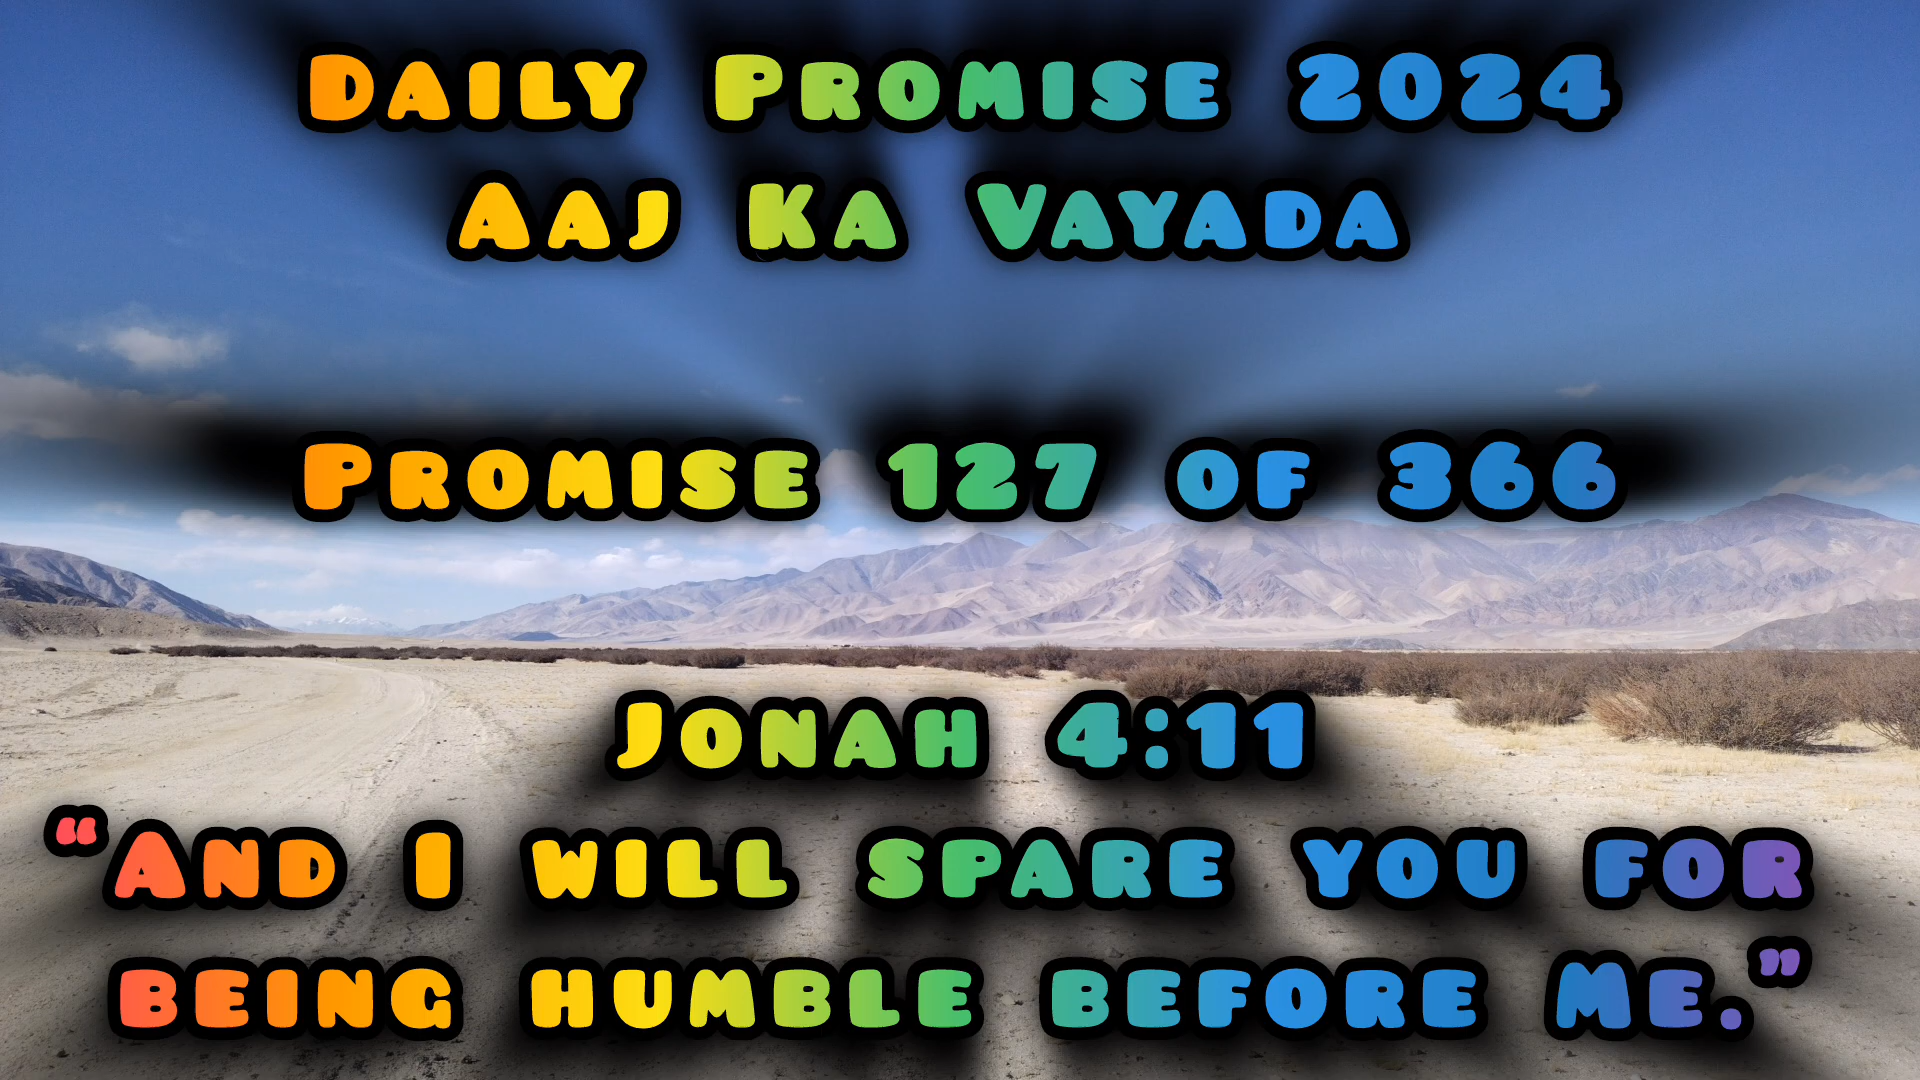 Daily Promise 2024
Aaj Ka Vayada
Promise 127 of 366
Jonah 4:11
“And I will spare you for
being humble before Me.”